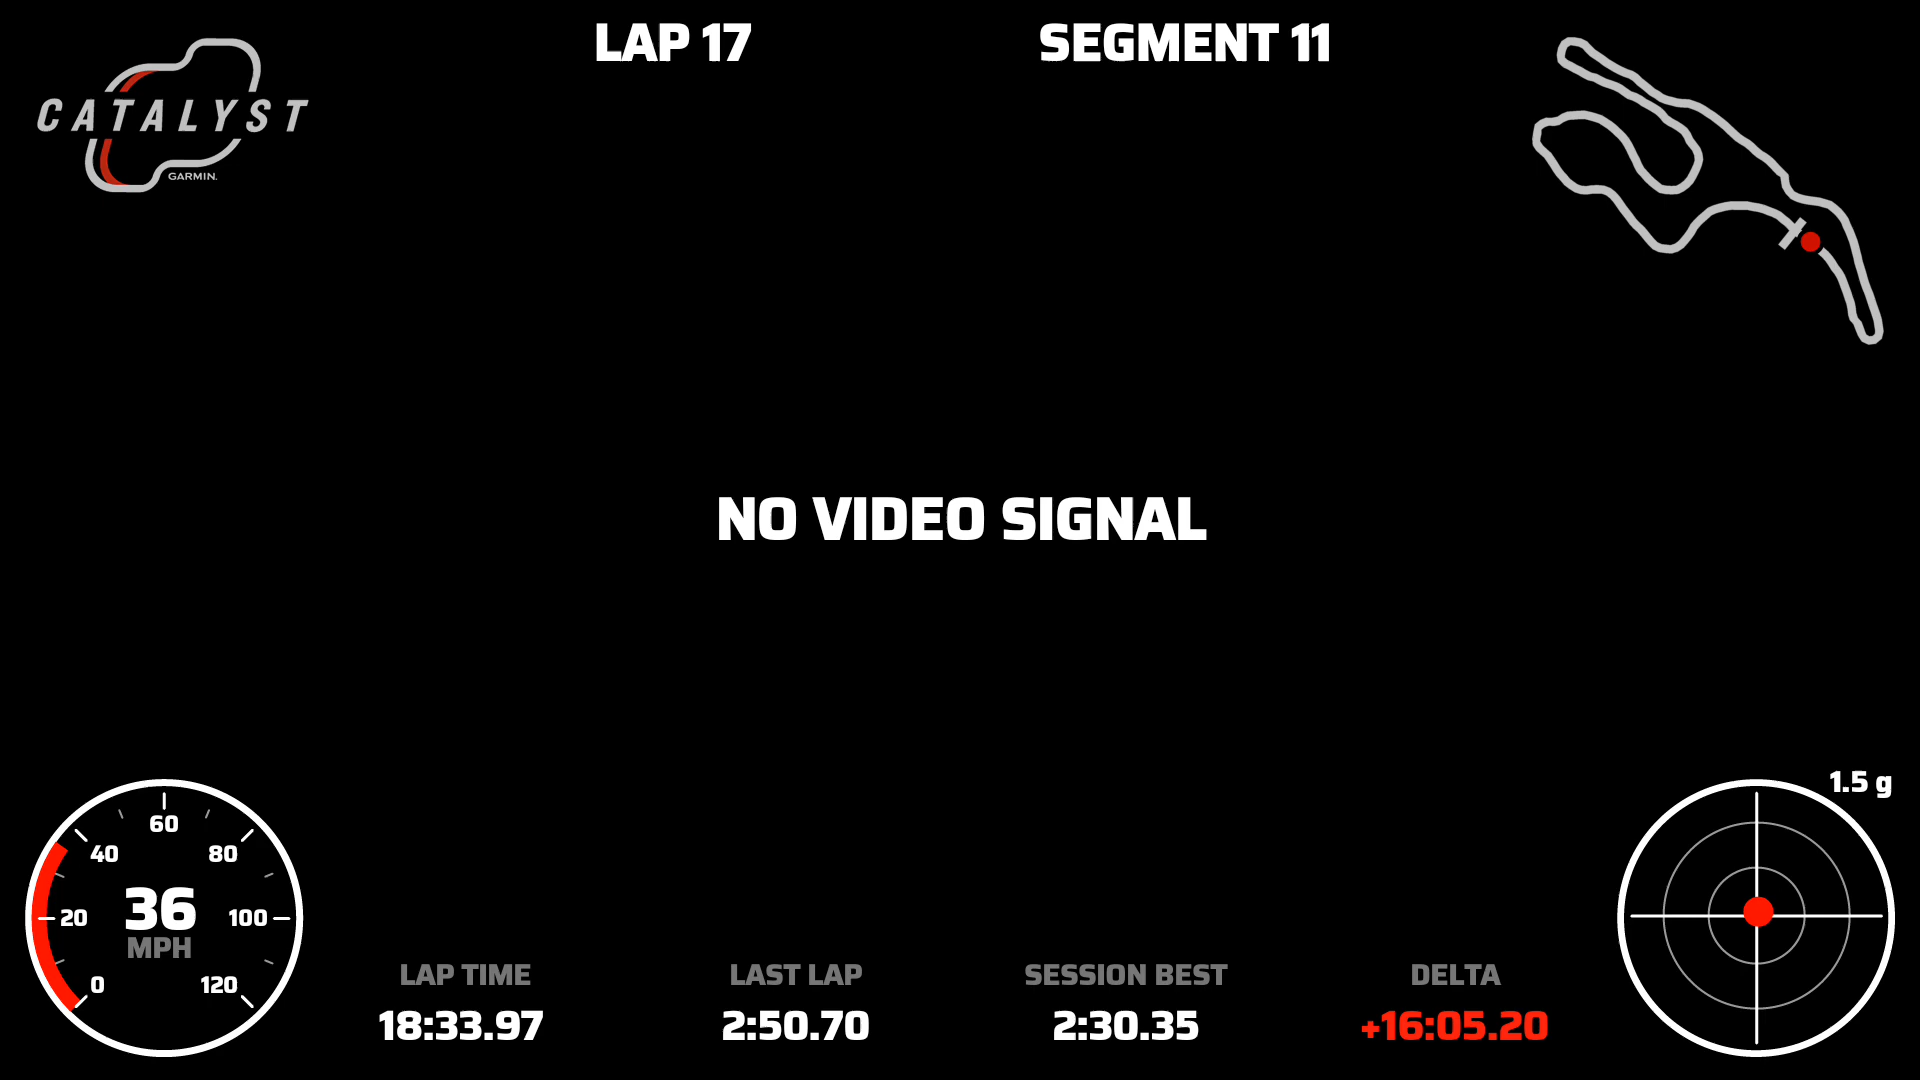 LAP 17
SEGMENT 11
CATALYST
GARMIN.
NO VIDEO SIGNAL
1.5 g
60
40
80
20
36
100
MPH
0
120
LAP TIME
LAST LAP
SESSION BEST
DELTA
18:33.97
2:50.70
2:30.35
+16:05.20